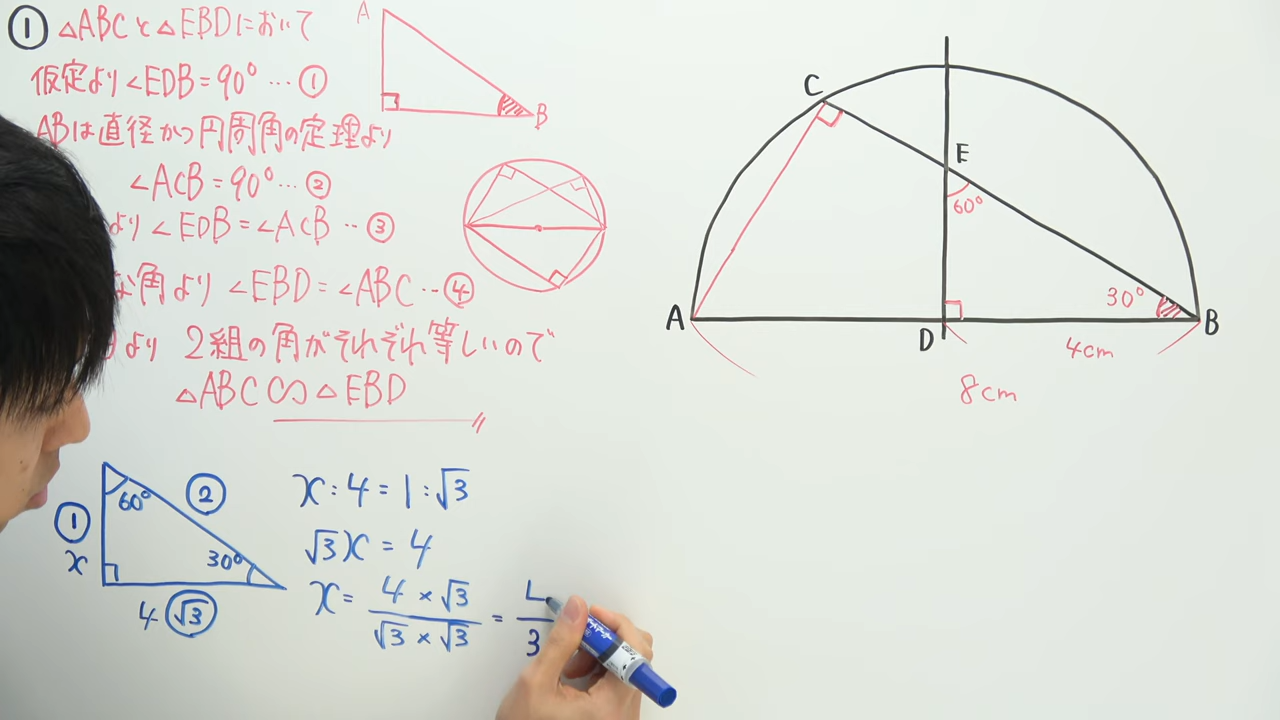 ① △ABCと△EBDにおいて
仮定より ∠EDB=90° … ①
ABは直径かつ円周角の定理より
∠ACB=90° … ②
より ∠EDB=∠ACB … ③
な角より ∠EBD=∠ABC … ④
より 2組の角がそれぞれ等しいので
△ABC∽△EBD
A
B
C
E
60°
30°
A
D
B
4cm
8cm
60°
②
①
x
30°
4 √3
x:4=1:√3
√3x=4
x= 4×√3/√3×√3 = 4/3